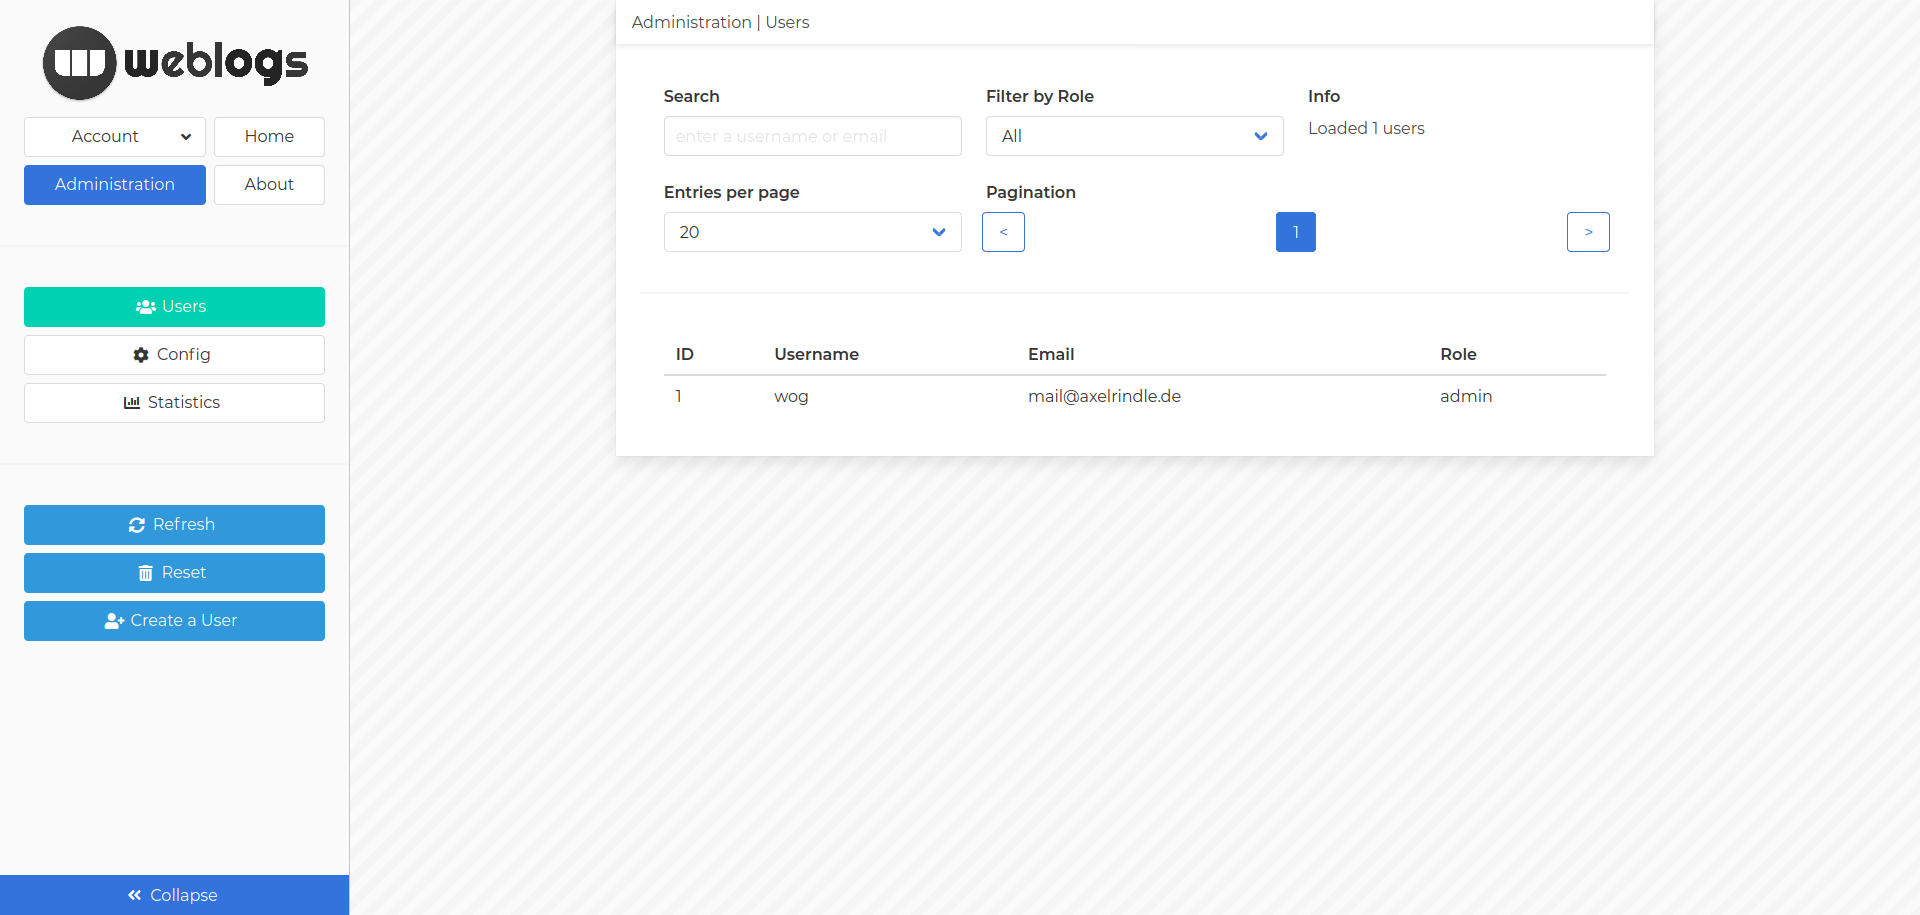 weblogs
Account
Home
Administration
About
Users
Config
Statistics
Refresh
Reset
Create a User
Collapse
Administration | Users
Search
Filter by Role
Info
enter a username or email
All
Loaded 1 users
Entries per page
Pagination
20
<
1
>
ID Username Email Role
1 wog mail@axelrindle.de admin